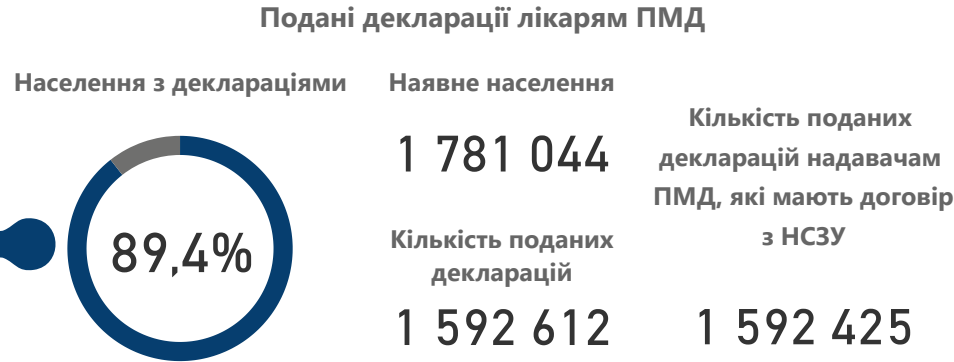 Подані декларації лікарям ПМД
Населення з деклараціями
89,4%
Наявне населення
1 781 044
Кількість поданих
декларацій
1 592 612
Кількість поданих
декларацій надавачам
ПМД, які мають договір
з НСЗУ
1 592 425